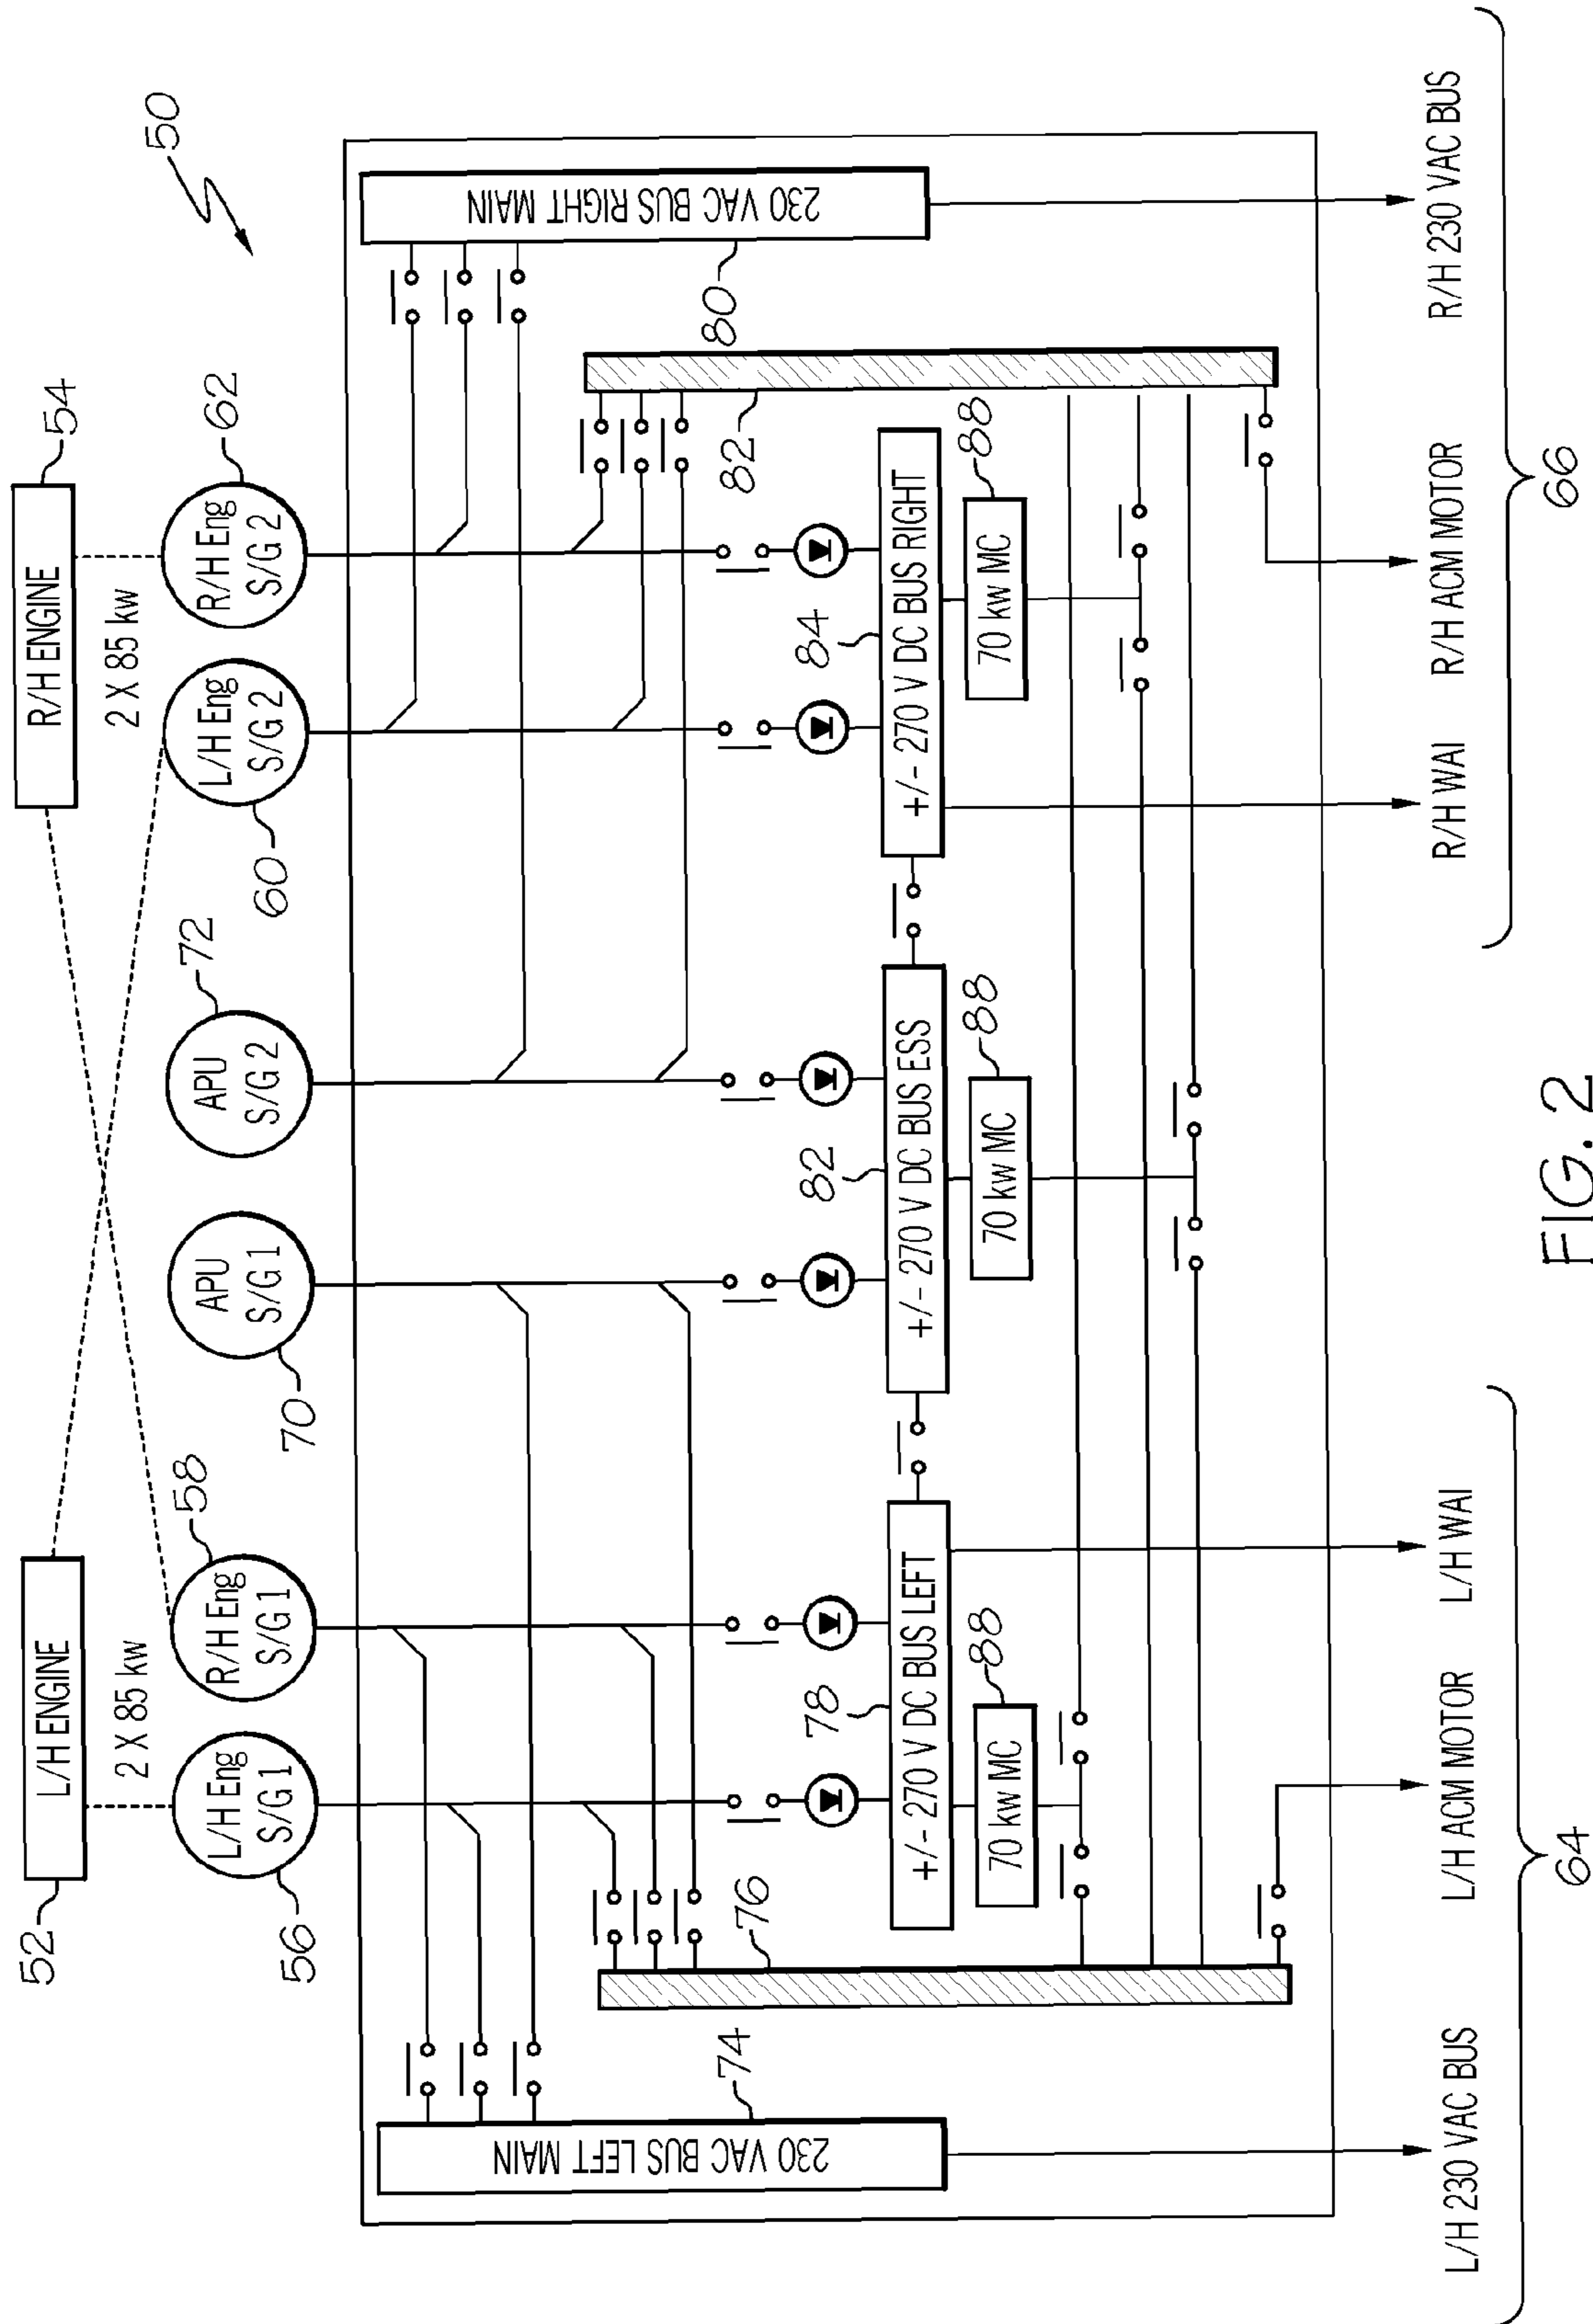 50
52
L/H ENGINE
R/H ENGINE
54
2 X 85 kw
2 X 85 kw
56
L/H Eng
S/G 1
58
R/H Eng
S/G 1
70
APU
S/G 1
72
APU
S/G 2
60
L/H Eng
S/G 2
62
R/H Eng
S/G 2
230 VAC BUS LEFT MAIN
74
230 VAC BUS RIGHT MAIN
80
76
82
78
+/- 270 V DC BUS LEFT
82
+/- 270 V DC BUS ESS
84
+/- 270 V DC BUS RIGHT
70 kw MC
88
70 kw MC
88
70 kw MC
88
L/H 230 VAC BUS
L/H ACM MOTOR
L/H WAI
R/H WAI
R/H ACM MOTOR
R/H 230 VAC BUS
64
66
FIG. 2